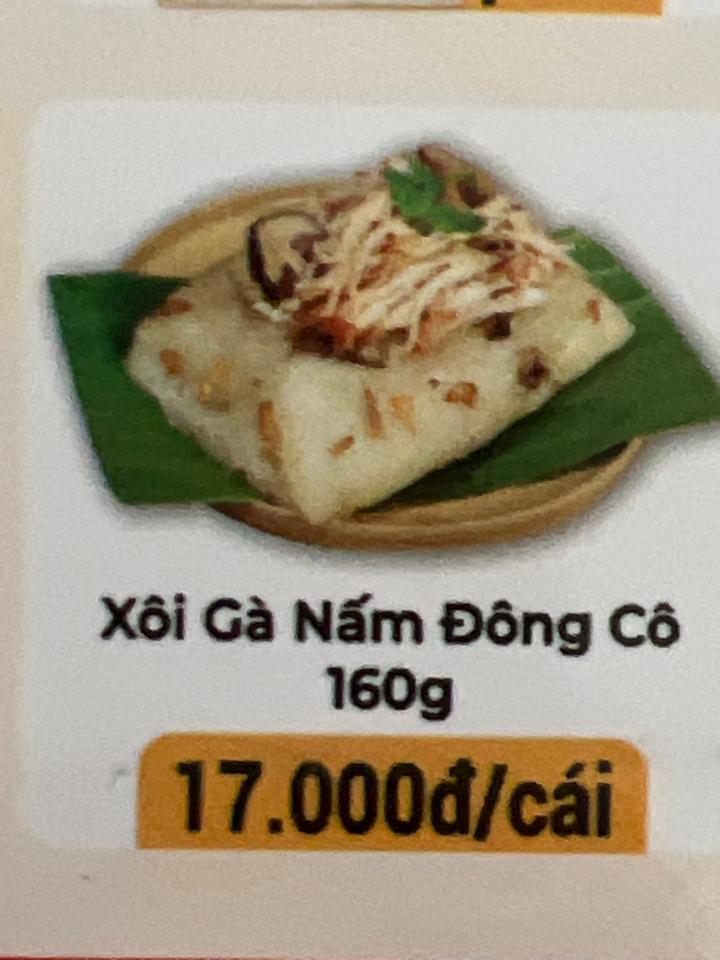 Xôi Gà Nấm Đông Cô
160g
17.000đ/cái